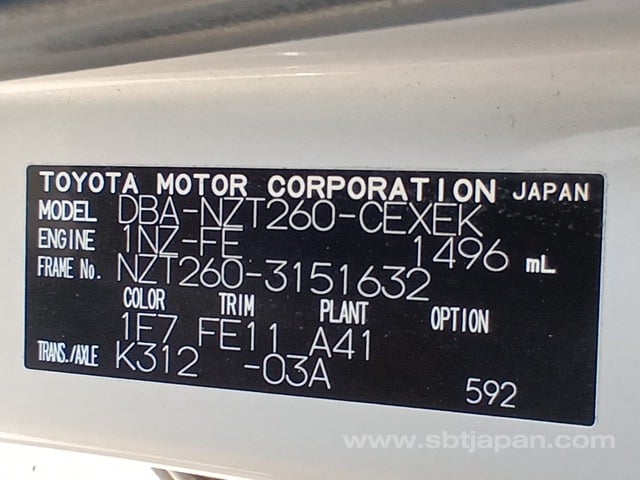 TOYOTA MOTOR CORPORATION JAPAN
MODEL DBA-NZT260-CEXEK
ENGINE 1NZ-FE 1496 mL
FRAME No. NZT260-3151632
COLOR TRIM PLANT OPTION
1F7 FE11 A41
TRANS./AXLE K312 -03A
592
www.sbtjapan.com